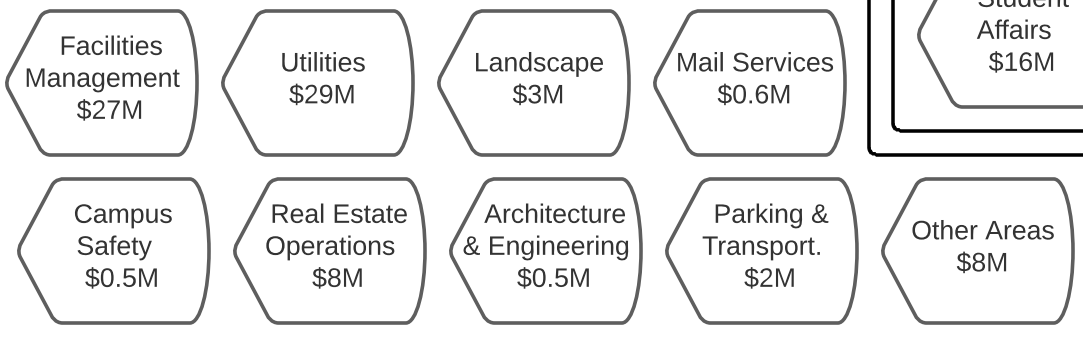 Facilities
Management
$27M
Utilities
$29M
Landscape
$3M
Mail Services
$0.6M
Student
Affairs
$16M
Campus
Safety
$0.5M
Real Estate
Operations
$8M
Architecture
& Engineering
$0.5M
Parking &
Transport.
$2M
Other Areas
$8M